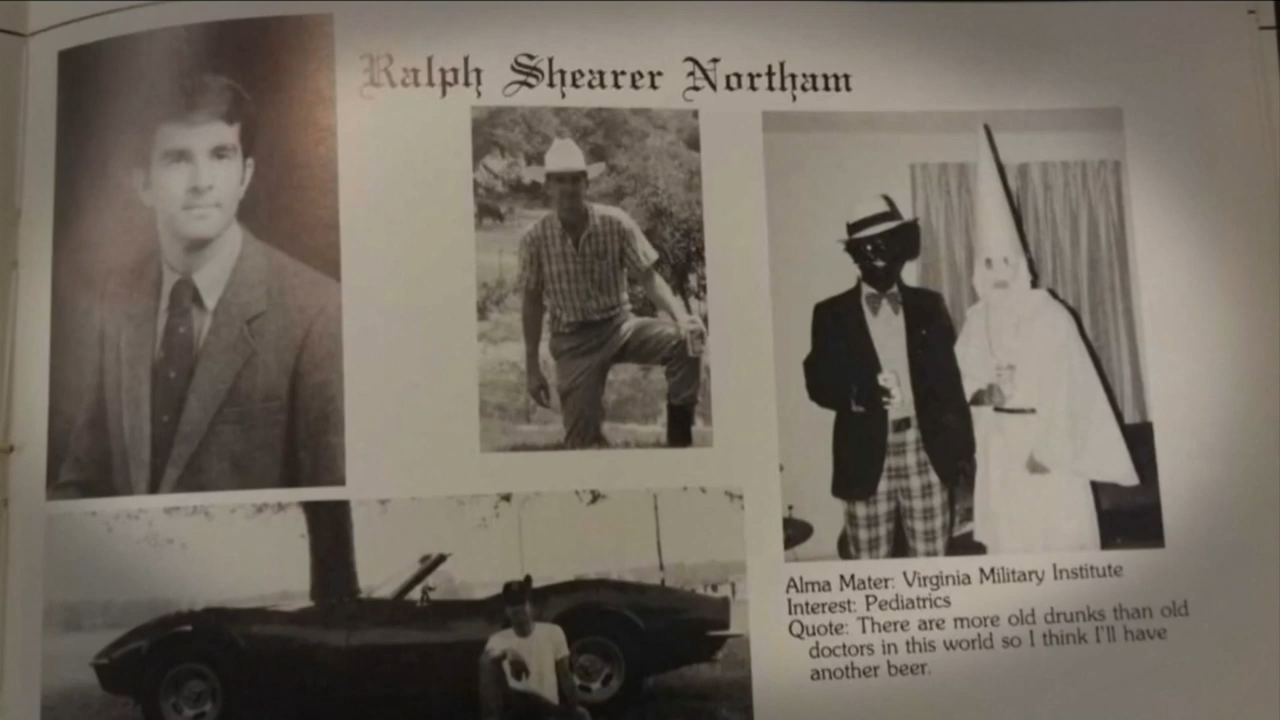 Ralph Shearer Northam
Alma Mater: Virginia Military Institute
Interest: Pediatrics
Quote: There are more old drunks than old
doctors in this world so I think I'll have
another beer.